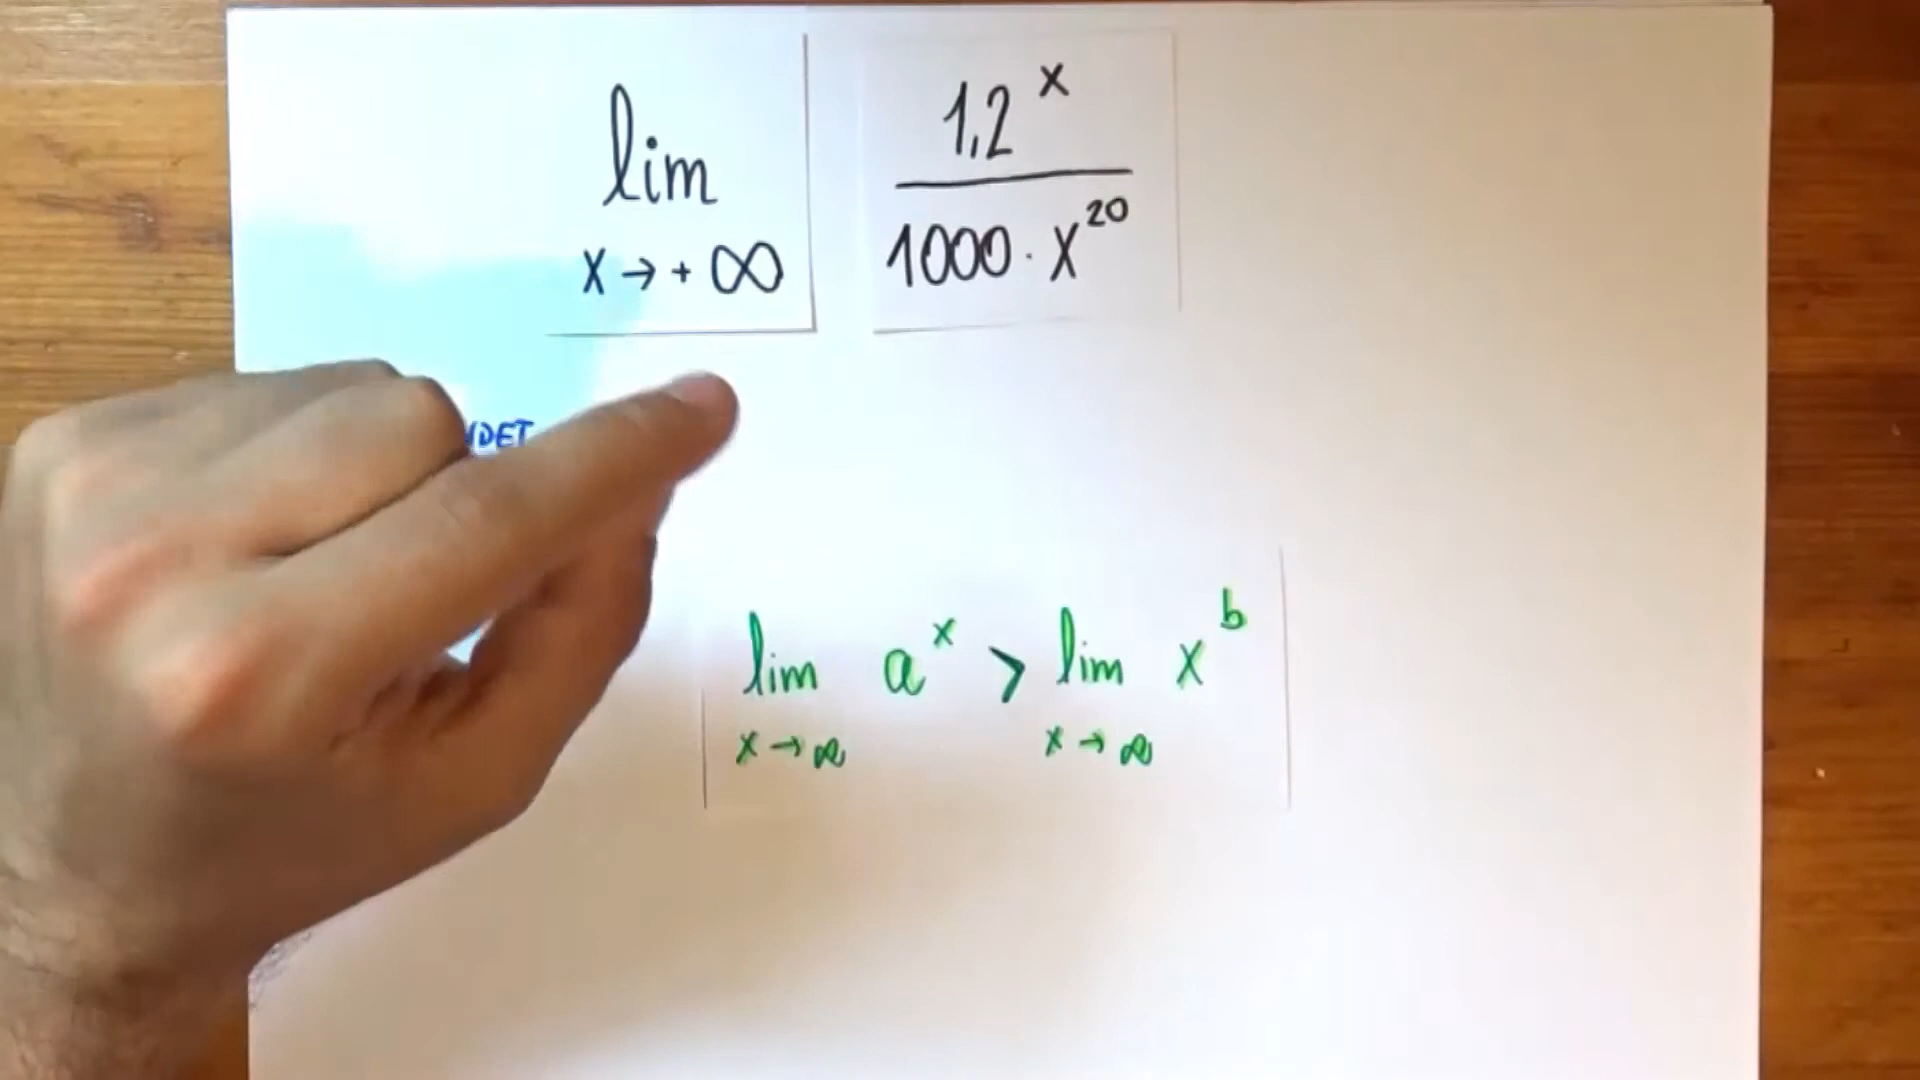 lim 1,2^x
x → + ∞ 1000 · x^20
lim a^x > lim x^b
x → ∞ x → ∞